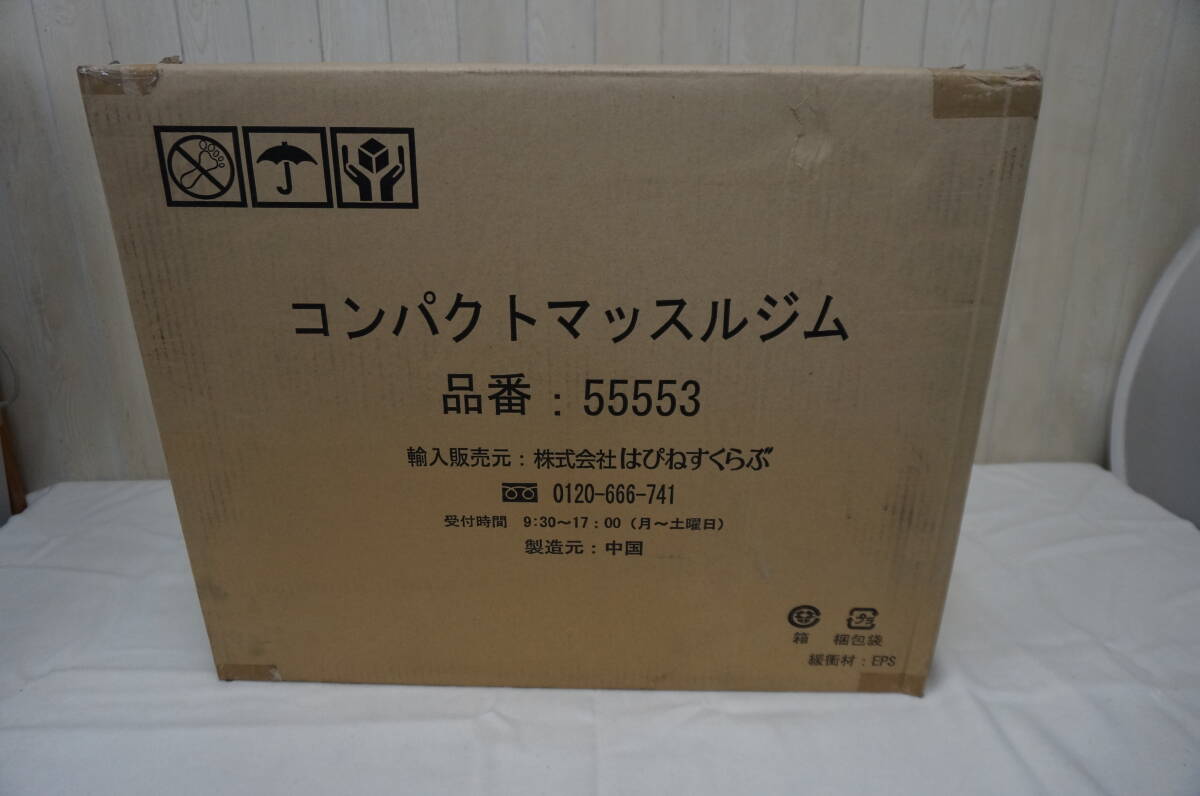 コンパクトマッスルジム
品番：55553
輸入販売元：株式会社はぴねすくらぶ
0120-666-741
受付時間 9:30～17：00（月～土曜日）
製造元：中国
プラ
箱 梱包袋
緩衝材：EPS